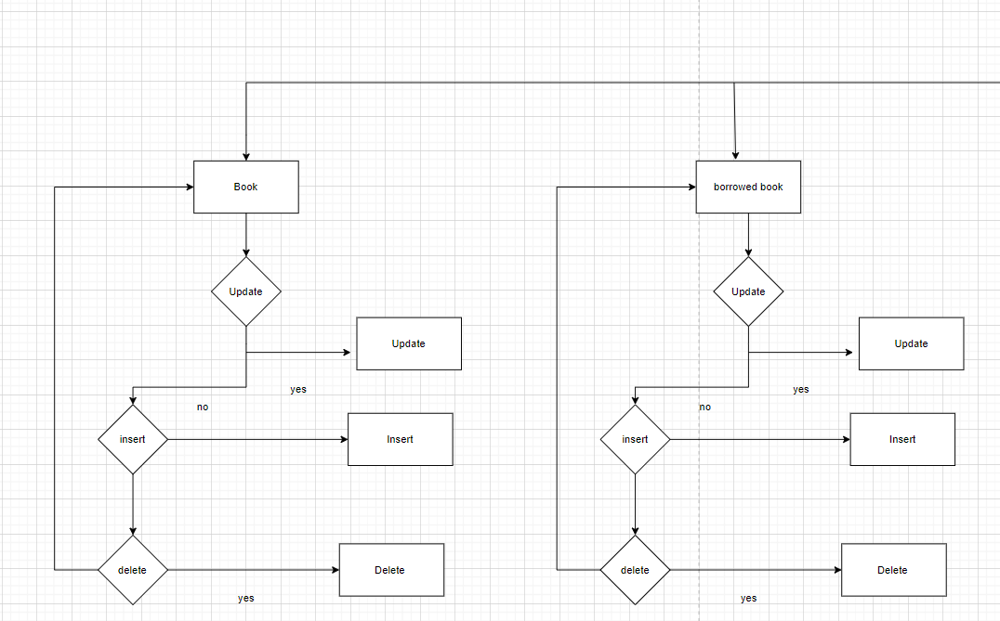 Book
borrowed book
Update
Update
Update
Update
yes
yes
no
no
insert
Insert
insert
Insert
delete
Delete
delete
Delete
yes
yes